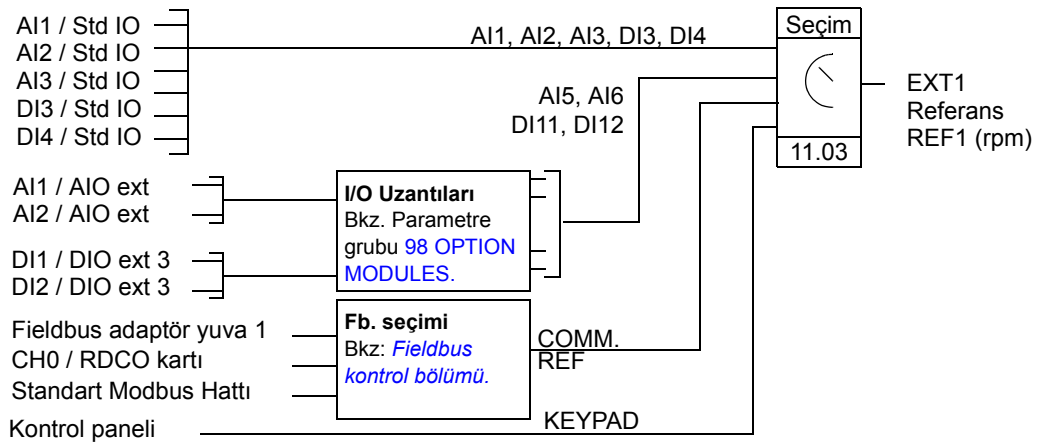 AI1 / Std IO
AI2 / Std IO
AI3 / Std IO
DI3 / Std IO
DI4 / Std IO
AI1, AI2, AI3, DI3, DI4
Seçim
11.03
EXT1
Referans
REF1 (rpm)
AI5, AI6
DI11, DI12
AI1 / AIO ext
AI2 / AIO ext
DI1 / DIO ext 3
DI2 / DIO ext 3
I/O Uzantıları
Bkz. Parametre
grubu 98 OPTION
MODULES.
Fieldbus adaptör yuva 1
CH0 / RDCO kartı
Standart Modbus Hattı
Fb. seçimi
Bkz: Fieldbus
kontrol bölümü.
COMM.
REF
Kontrol paneli
KEYPAD